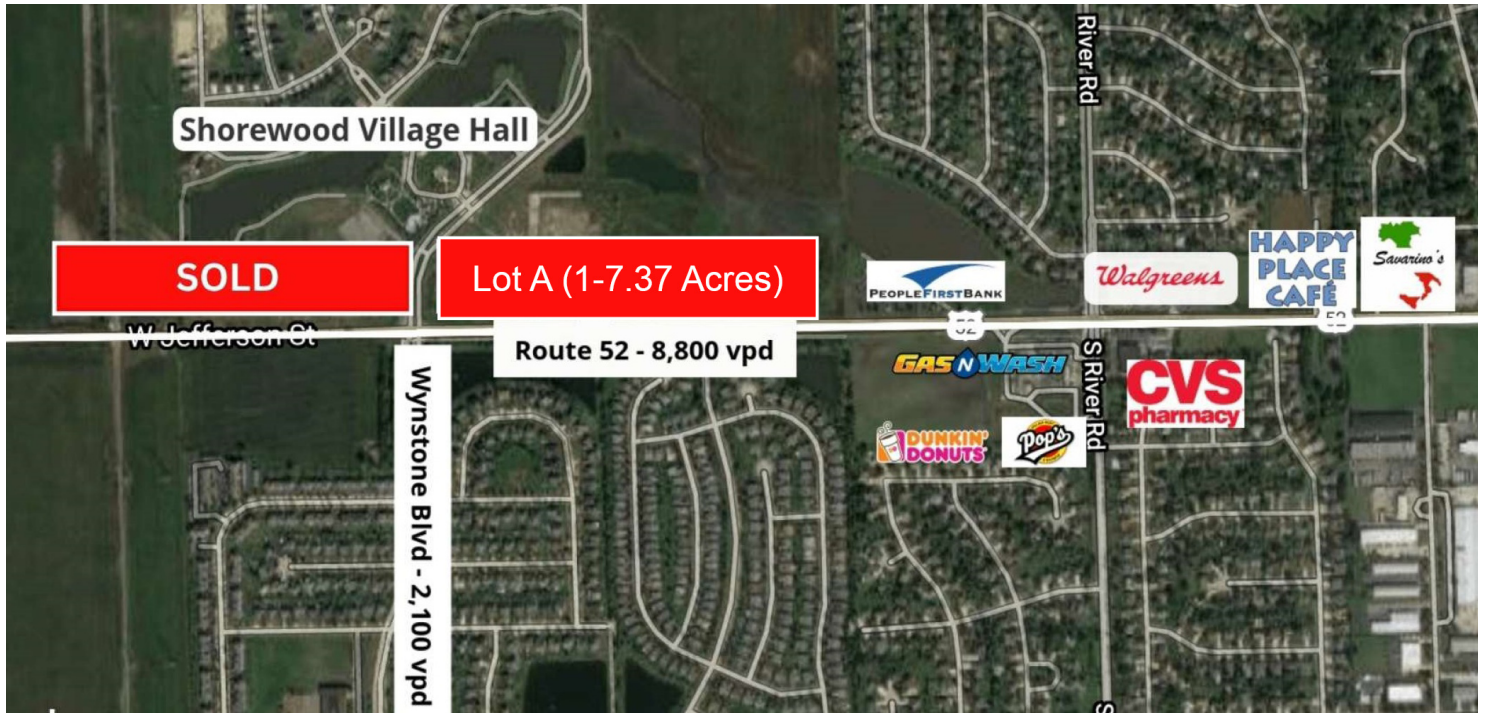 River Rd
Shorewood Village Hall
SOLD
Lot A (1-7.37 Acres)
PEOPLEFIRSTBANK
Walgreens
HAPPY
PLACE
CAFÉ
Savarino's
W Jefferson St
52
52
Route 52 - 8,800 vpd
Wynstone Blvd - 2,100 vpd
GAS N WASH
S River Rd
CVS
pharmacy
DUNKIN'
DONUTS
Pop's
S